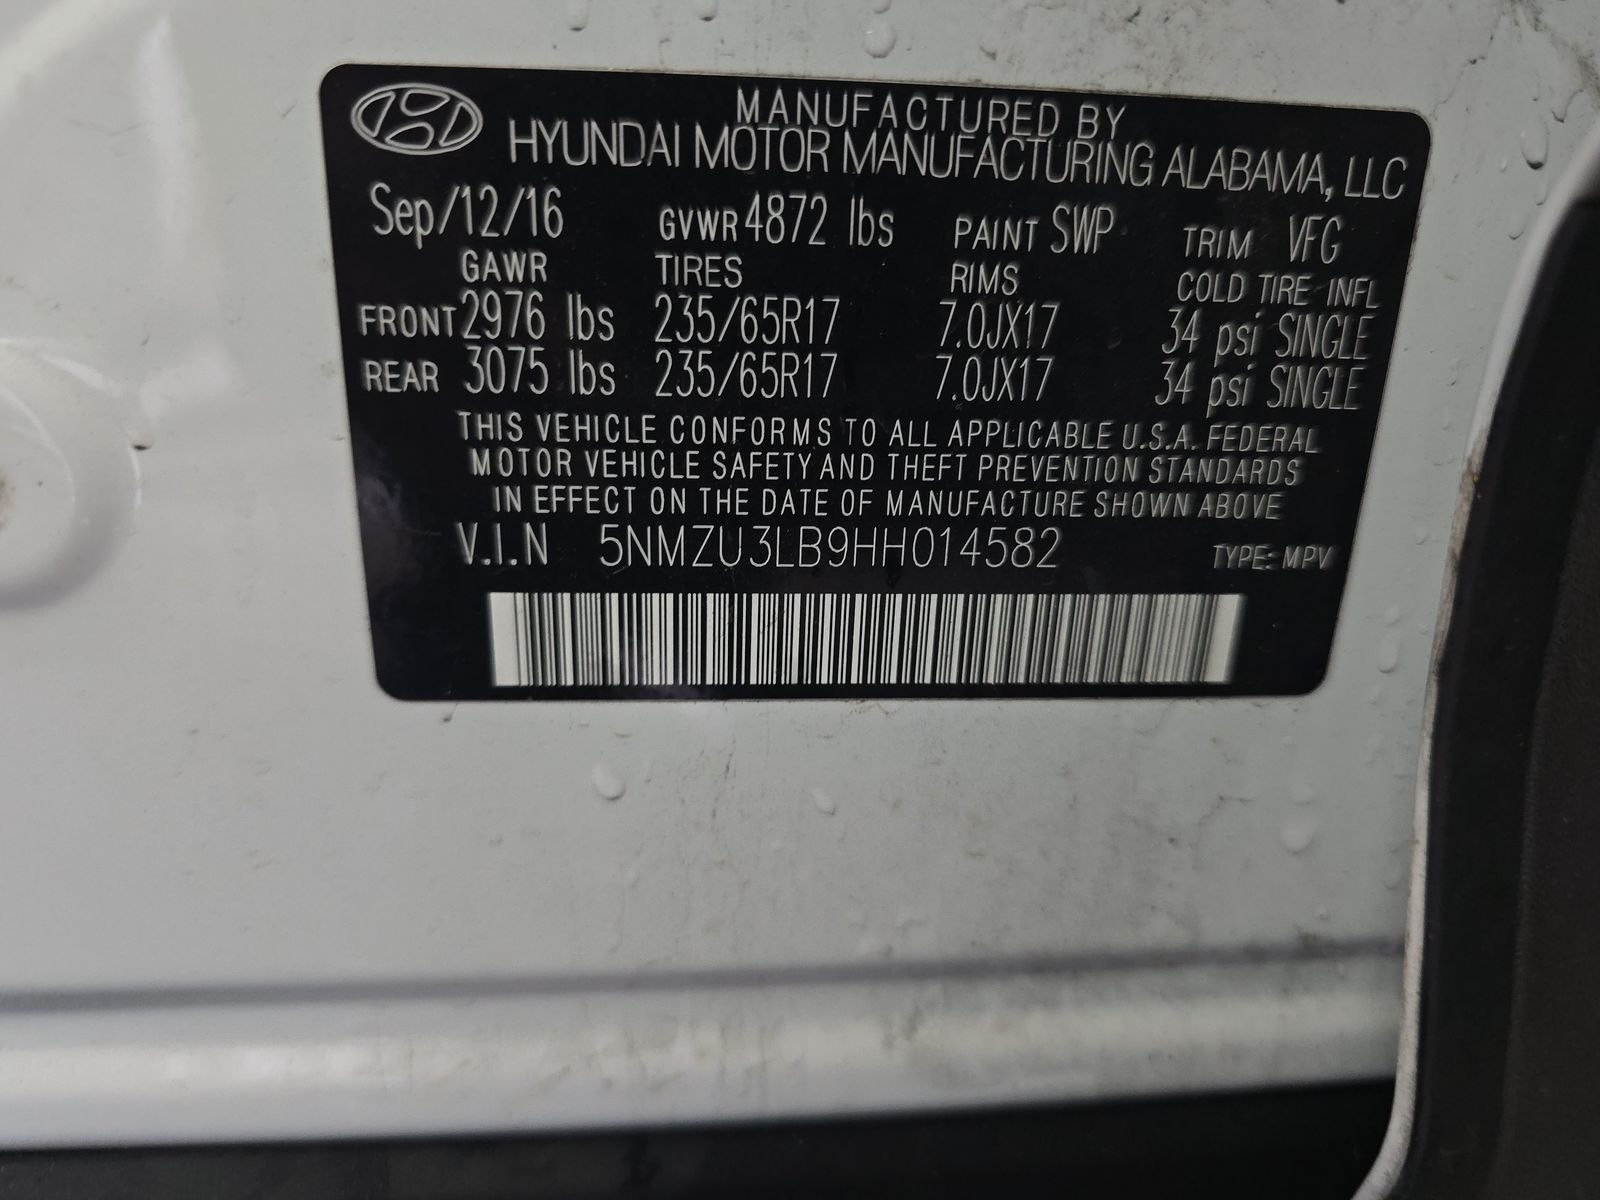 MANUFACTURED BY
HYUNDAI MOTOR MANUFACTURING ALABAMA, LLC
Sep/12/16 GVWR 4872 lbs PAINT SWP TRIM VFG
GAWR TIRES RIMS COLD TIRE INFL
FRONT 2976 lbs 235/65R17 7.0JX17 34 psi SINGLE
REAR 3075 lbs 235/65R17 7.0JX17 34 psi SINGLE
THIS VEHICLE CONFORMS TO ALL APPLICABLE U.S.A. FEDERAL
MOTOR VEHICLE SAFETY AND THEFT PREVENTION STANDARDS
IN EFFECT ON THE DATE OF MANUFACTURE SHOWN ABOVE
V.I.N 5NMZU3LB9HH014582 TYPE: MPV